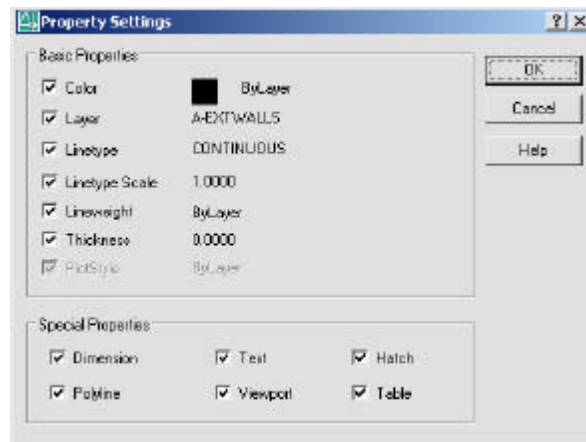 Property Settings
Basic Properties
Color ByLayer
Layer A-EXTWALLS
Linetype CONTINUOUS
Linetype Scale 1.0000
Lineweight ByLayer
Thickness 0.0000
PlotStyle ByLayer
OK
Cancel
Help
Special Properties
Dimension Text Hatch
Polyline Viewport Table